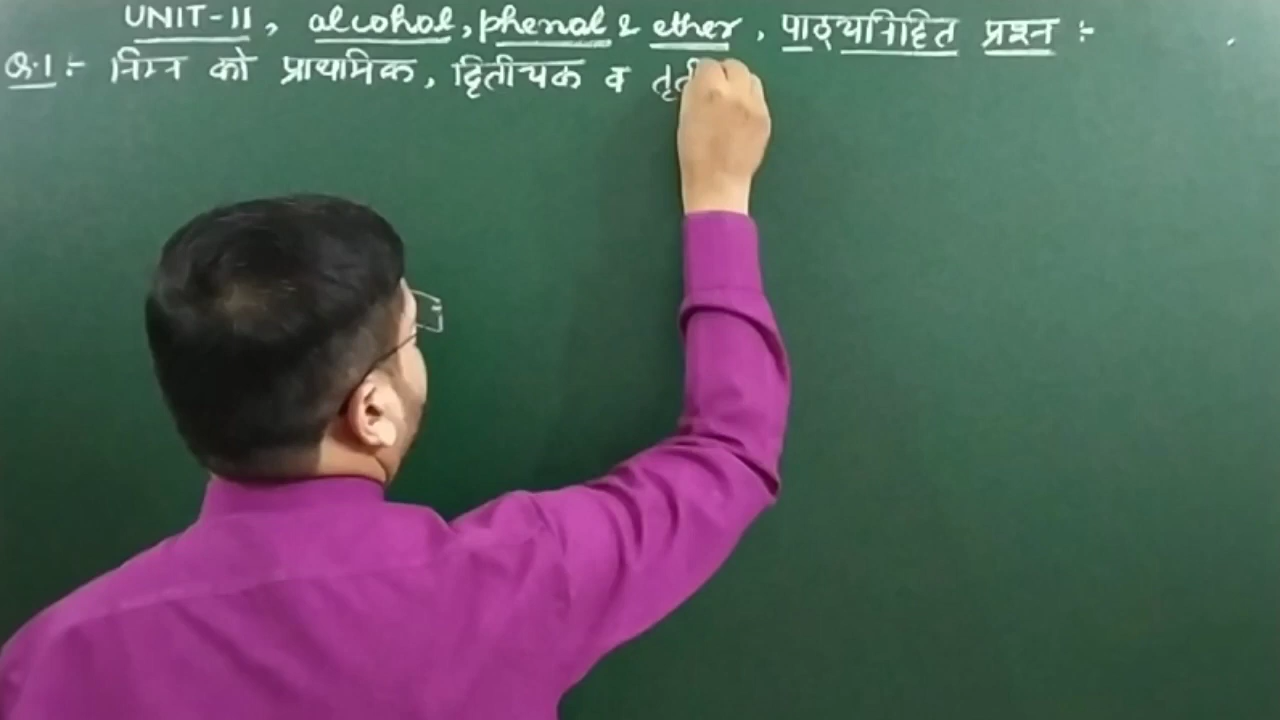 UNIT-11, alcohol, phenol & ether, पाठ्यनिहित प्रश्न :-
Q.1 :- निम्न को प्राथमिक, द्वितीयक व